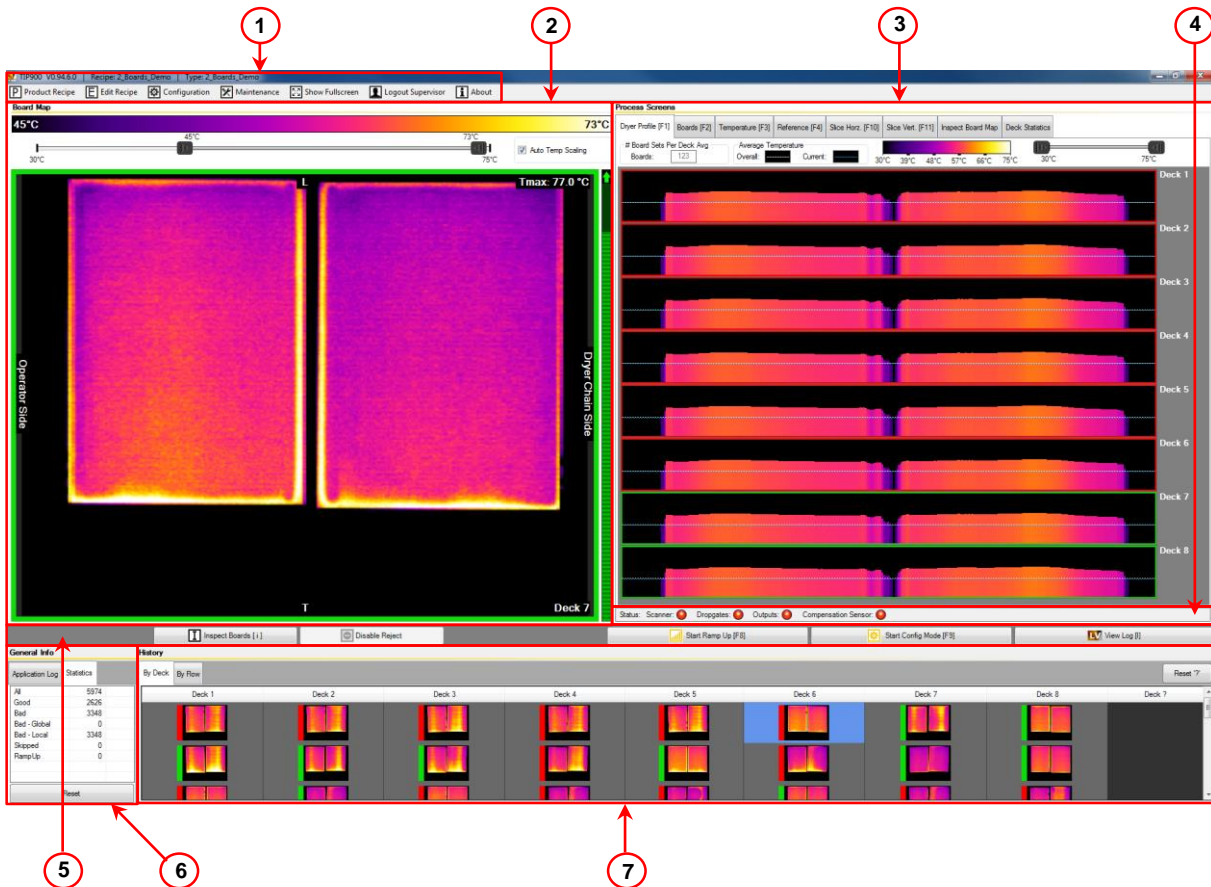 1
2
3
4
TIP900 V0.94.6.0 | Recipe: 2_Boards_Demo | Type: 2_Boards_Demo
P Product Recipe E Edit Recipe Configuration Maintenance Show Fullscreen Logout Supervisor i About
Board Map
45°C 73°C
45°C 73°C
30°C 75°C
Auto Temp Scaling
L
Tmax: 77.0 °C
Operator Side
Dryer Chain Side
T
Deck 7
Process Screens
Dryer Profile [F1] Boards [F2] Temperature [F3] Reference [F4] Slice Horz. [F10] Slice Vert. [F11] Inspect Board Map Deck Statistics
# Board Sets Per Deck Avg
Boards: 123
Average Temperature
Overall: Current:
30°C 39°C 48°C 57°C 66°C 75°C
30°C 75°C
Deck 1
Deck 2
Deck 3
Deck 4
Deck 5
Deck 6
Deck 7
Deck 8
Status: Scanner: Dropgates: Outputs: Compensation Sensor:
Inspect Boards [ i ] Disable Reject Start Ramp Up [F8] Start Config Mode [F9] LV View Log [l]
General Info
Application Log Statistics
All 5974
Good 2626
Bad 3348
Bad - Global 0
Bad - Local 3348
Skipped 0
RampUp 0
Reset
History
By Deck By Row
Reset '?'
Deck 1 Deck 2 Deck 3 Deck 4 Deck 5 Deck 6 Deck 7 Deck 8 Deck ?
5
6
7